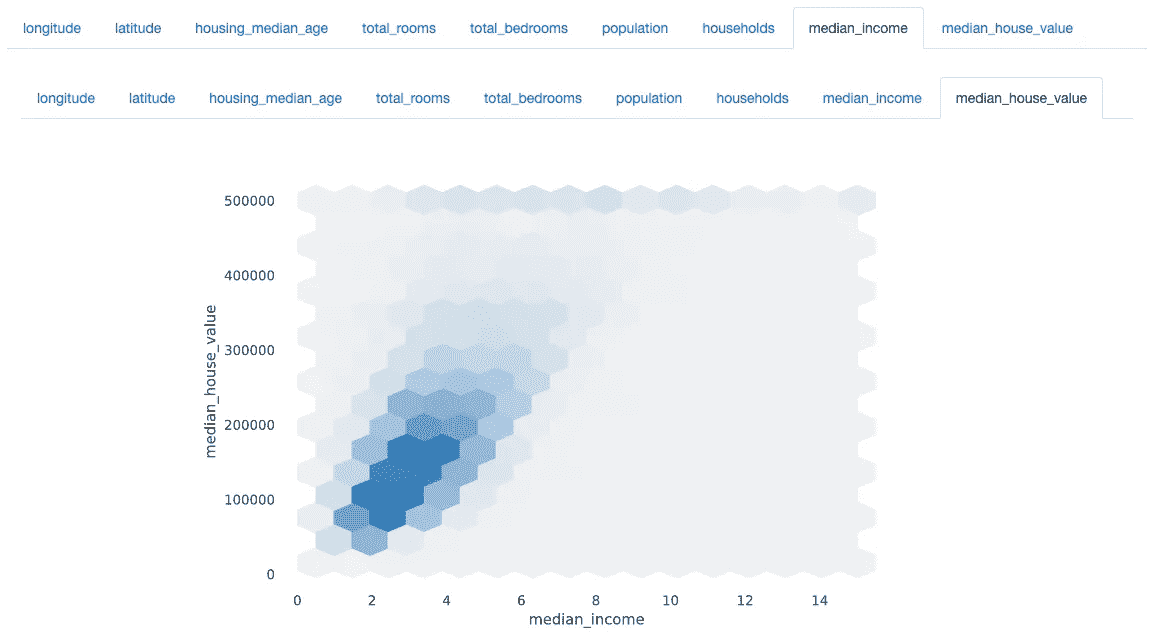 longitude latitude housing_median_age total_rooms total_bedrooms population households median_income median_house_value
longitude latitude housing_median_age total_rooms total_bedrooms population households median_income median_house_value
500000
400000
300000
200000
100000
0
median_house_value
0 2 4 6 8 10 12 14
median_income